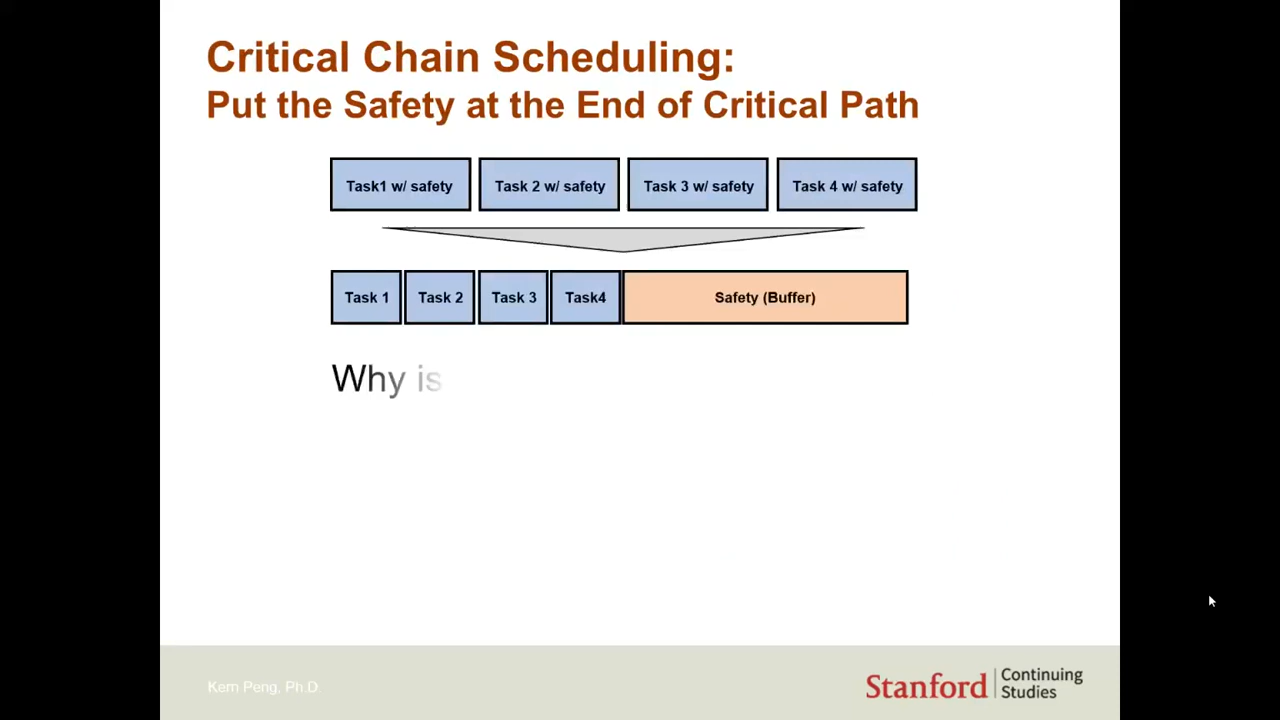 Critical Chain Scheduling:
Put the Safety at the End of Critical Path
Task1 w/ safety
Task 2 w/ safety
Task 3 w/ safety
Task 4 w/ safety
Task 1
Task 2
Task 3
Task4
Safety (Buffer)
Why is
Kern Peng, Ph.D
Stanford
Continuing
Studies